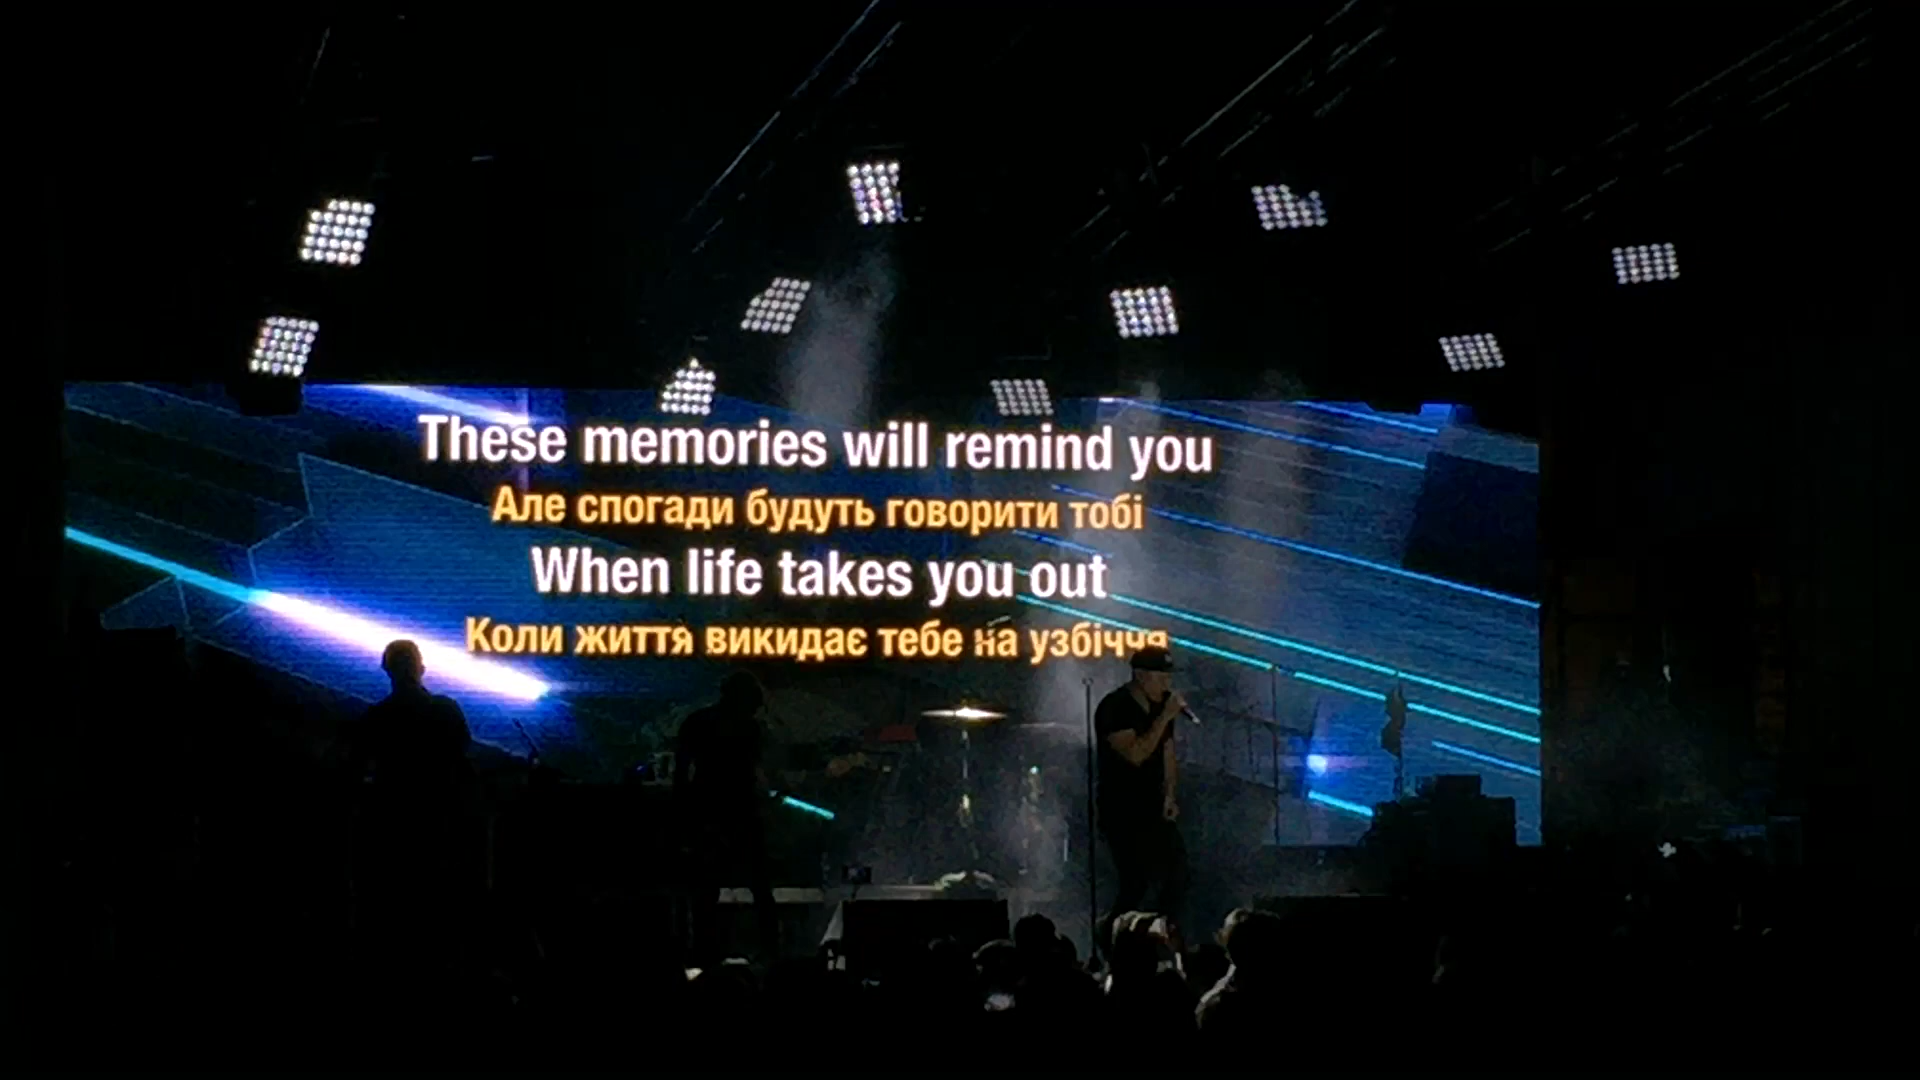 These memories will remind you
Але спогади будуть говорити тобі
When life takes you out
Коли життя викидає тебе на узбіччя